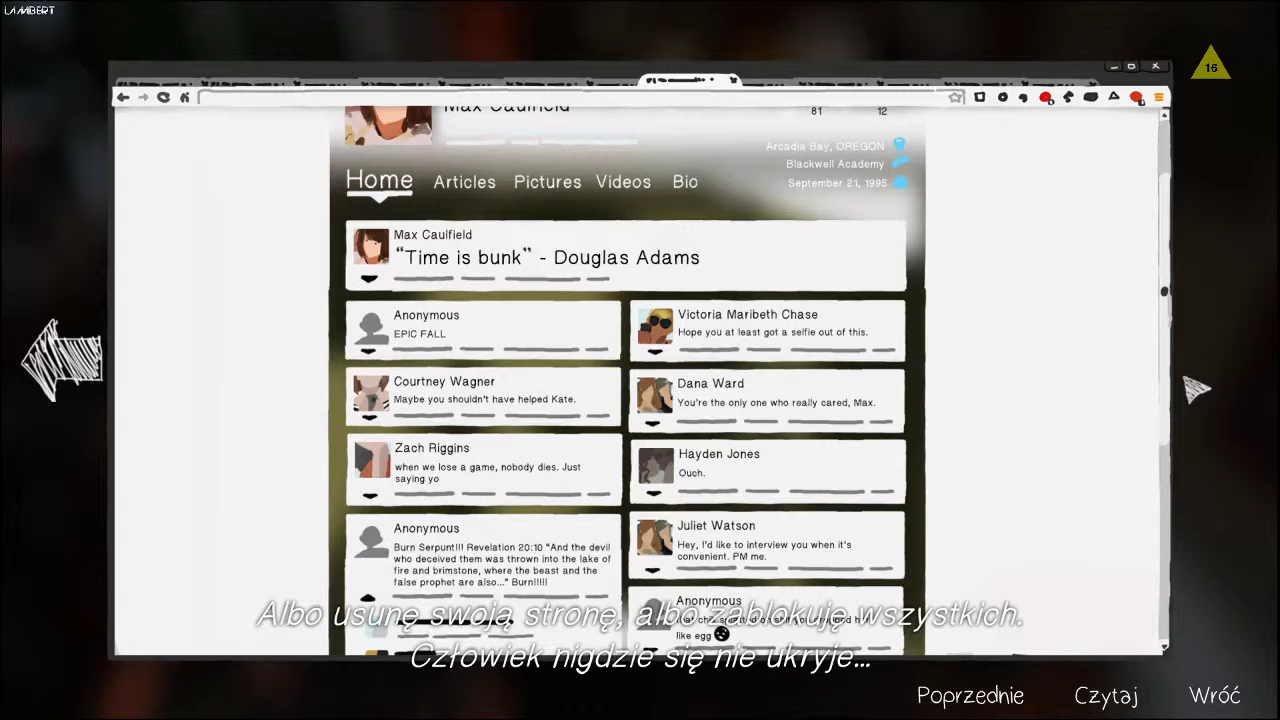 LAMBERT
16
Max Caulfield
81 12
Arcadia Bay, OREGON
Blackwell Academy
September 21, 1995
Home Articles Pictures Videos Bio
Max Caulfield
“Time is bunk” - Douglas Adams
Anonymous
EPIC FALL
Courtney Wagner
Maybe you shouldn't have helped Kate.
Zach Riggins
when we lose a game, nobody dies. Just
saying yo
Anonymous
Burn Serpunt!!! Revelation 20:10 “And the devil
who deceived them was thrown into the lake of
fire and brimstone, where the beast and the
false prophet are also...” Burn!!!!!
Victoria Maribeth Chase
Hope you at least got a selfie out of this.
Dana Ward
You're the only one who really cared, Max.
Hayden Jones
Ouch.
Juliet Watson
Hey, I'd like to interview you when it's
convenient. PM me.
Anonymous
like egg
Albo usunę swoją stronę, albo zablokuję wszystkich.
Człowiek nigdzie się nie ukryje...
Poprzednie Czytaj Wróć